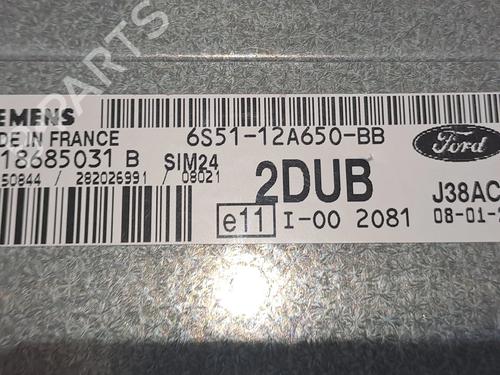 EMENS
DE IN FRANCE
18685031 B SIM24
50844 / 282026991 / 08021
6S51-12A650-BB
2DUB
e11 I-00 2081
Ford
J38AC
08-01-
PARTS